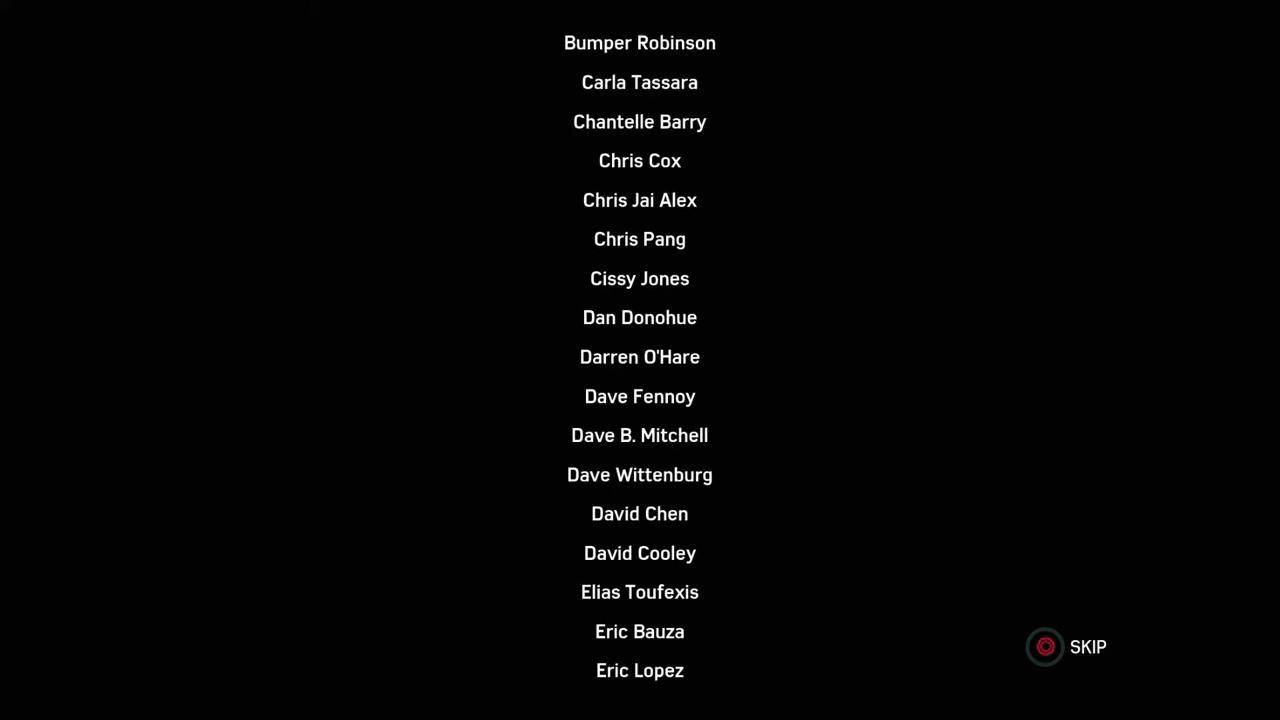 Bumper Robinson
Carla Tassara
Chantelle Barry
Chris Cox
Chris Jai Alex
Chris Pang
Cissy Jones
Dan Donohue
Darren O'Hare
Dave Fennoy
Dave B. Mitchell
Dave Wittenburg
David Chen
David Cooley
Elias Toufexis
Eric Bauza
SKIP
Eric Lopez